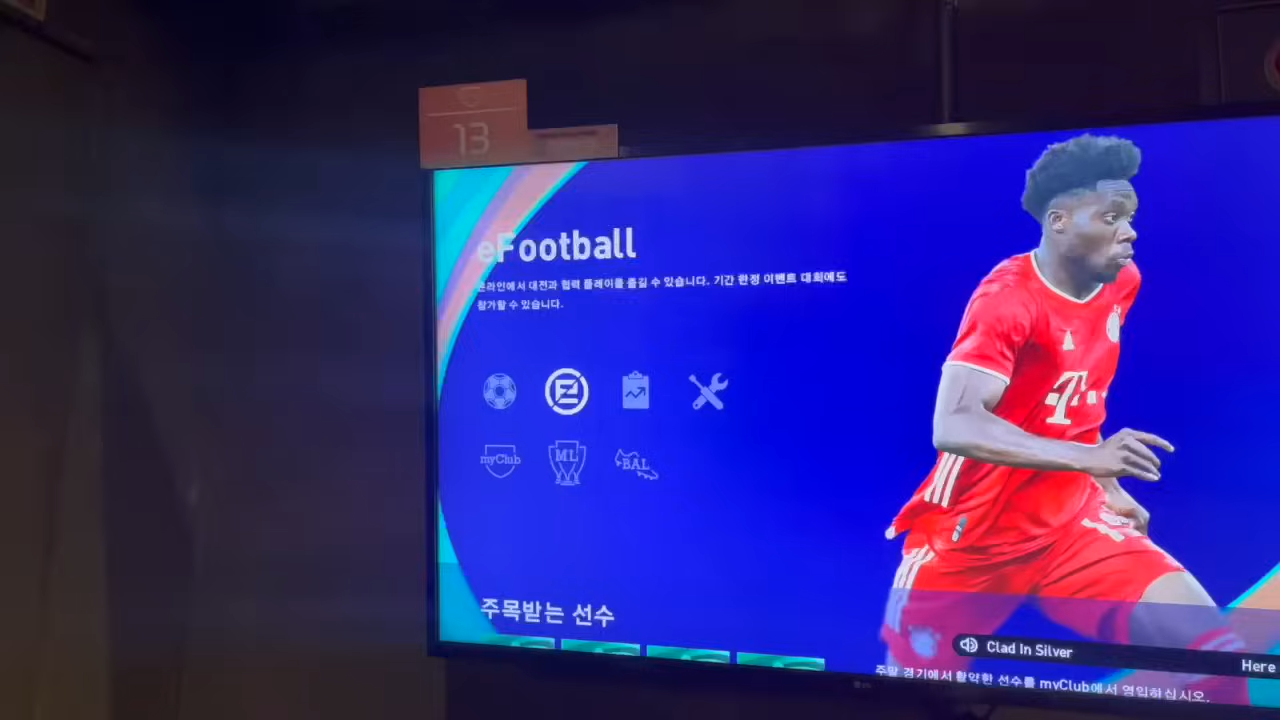 13
eFootball
온라인에서 대전과 협력 플레이를 즐길 수 있습니다. 기간 한정 이벤트 대회에도
참가할 수 있습니다.
myClub
ML
BAL
T
주목받는 선수
Clad In Silver
Here
주말 경기에서 활약한 선수를 myClub에서 영입하십시오.